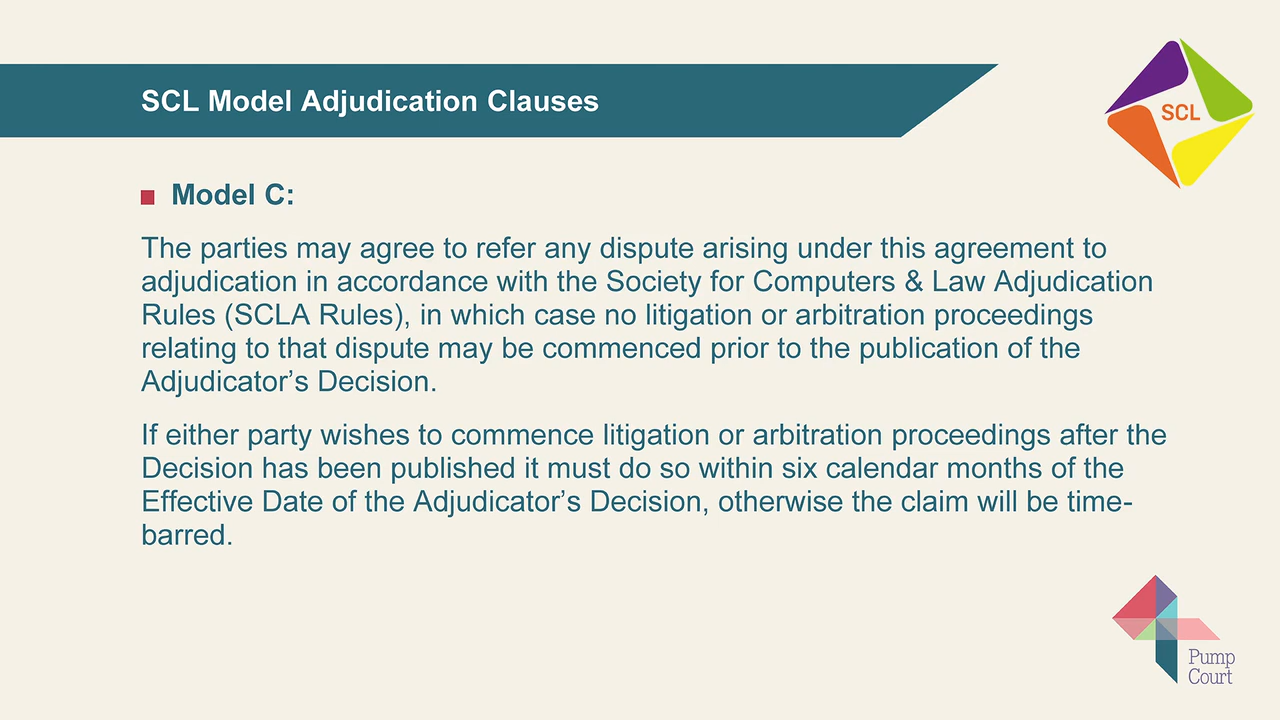 SCL Model Adjudication Clauses
SCL
Model C:
The parties may agree to refer any dispute arising under this agreement to
adjudication in accordance with the Society for Computers & Law Adjudication
Rules (SCLA Rules), in which case no litigation or arbitration proceedings
relating to that dispute may be commenced prior to the publication of the
Adjudicator’s Decision.
If either party wishes to commence litigation or arbitration proceedings after the
Decision has been published it must do so within six calendar months of the
Effective Date of the Adjudicator’s Decision, otherwise the claim will be time-
barred.
Pump
Court